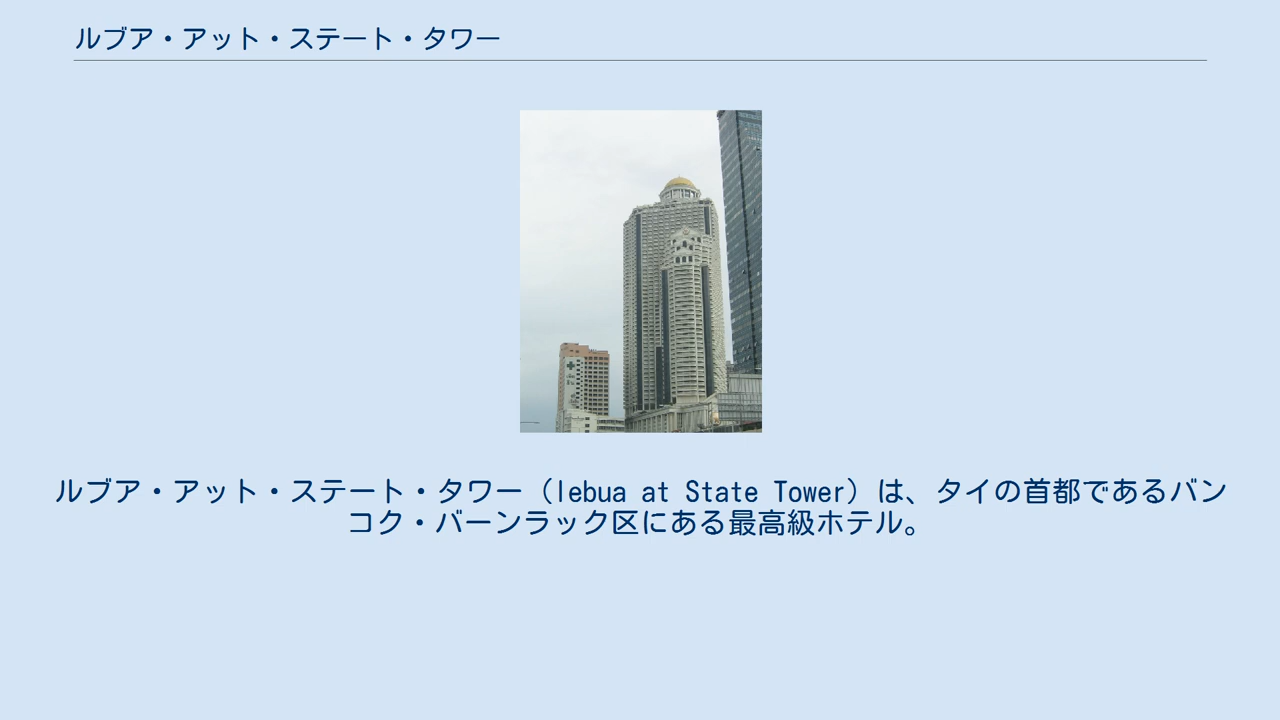 ルブア・アット・ステート・タワー
ルブア・アット・ステート・タワー（lebua at State Tower）は、タイの首都であるバン
コク・バーンラック区にある最高級ホテル。